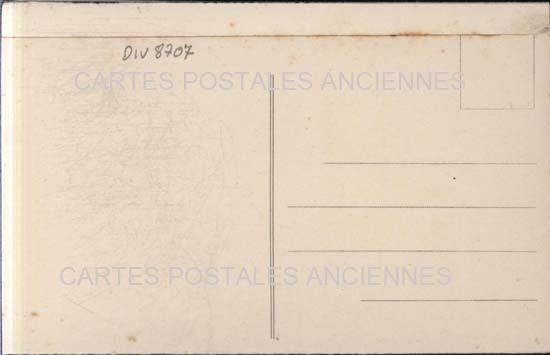 DIV 8707
CARTES POSTALES ANCIENNES
CARTES POSTALES ANCIENNES